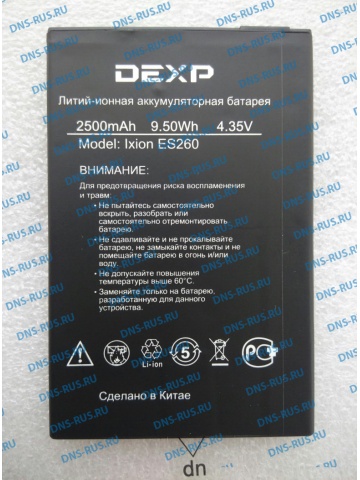 DEXP
Литий-ионная аккумуляторная батарея
2500mAh 9.50Wh 4.35V
Model: Ixion ES260
ВНИМАНИЕ:
Для предотвращения риска воспламенения
и травм:
• Не пытайтесь самостоятельно
вскрыть, разобрать или
самостоятельно отремонтировать
батарею.
• Не сдавливайте и не прокалывайте
батарею, не замыкайте контакты и не
помещайте батарею в огонь и/или
воду.
• Не допускайте повышения
температуры выше 60°C.
• Заменяйте только на батарею,
разработанную для данного
устройства.
Li-ion
5
Сделано в Китае
dn
DNS-RUS.RU